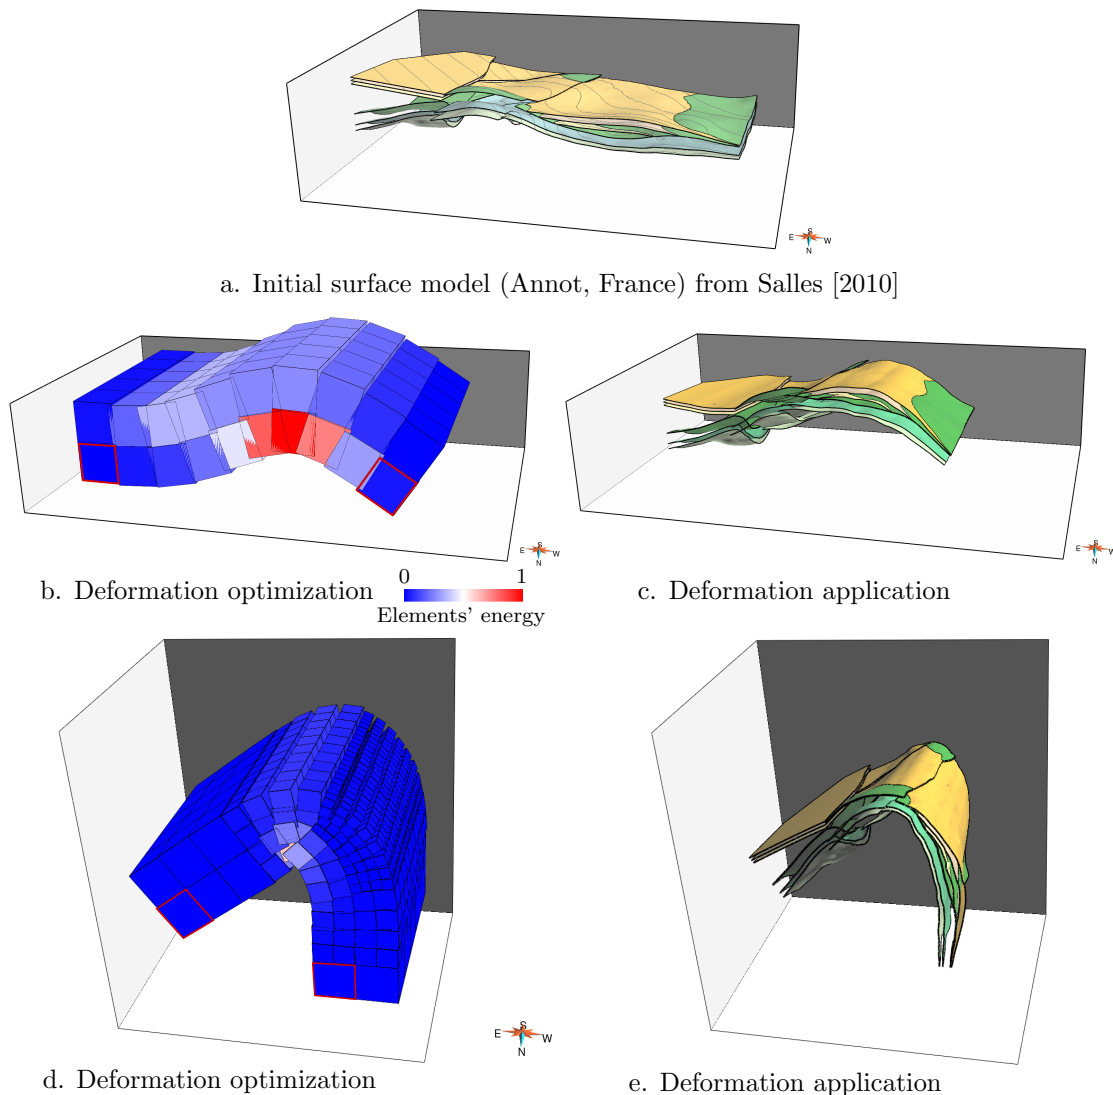 S
E W
N
a. Initial surface model (Annot, France) from Salles [2010]
S
E W
N
S
E W
N
b. Deformation optimization
0 1
Elements' energy
c. Deformation application
S
E W
N
d. Deformation optimization
e. Deformation application